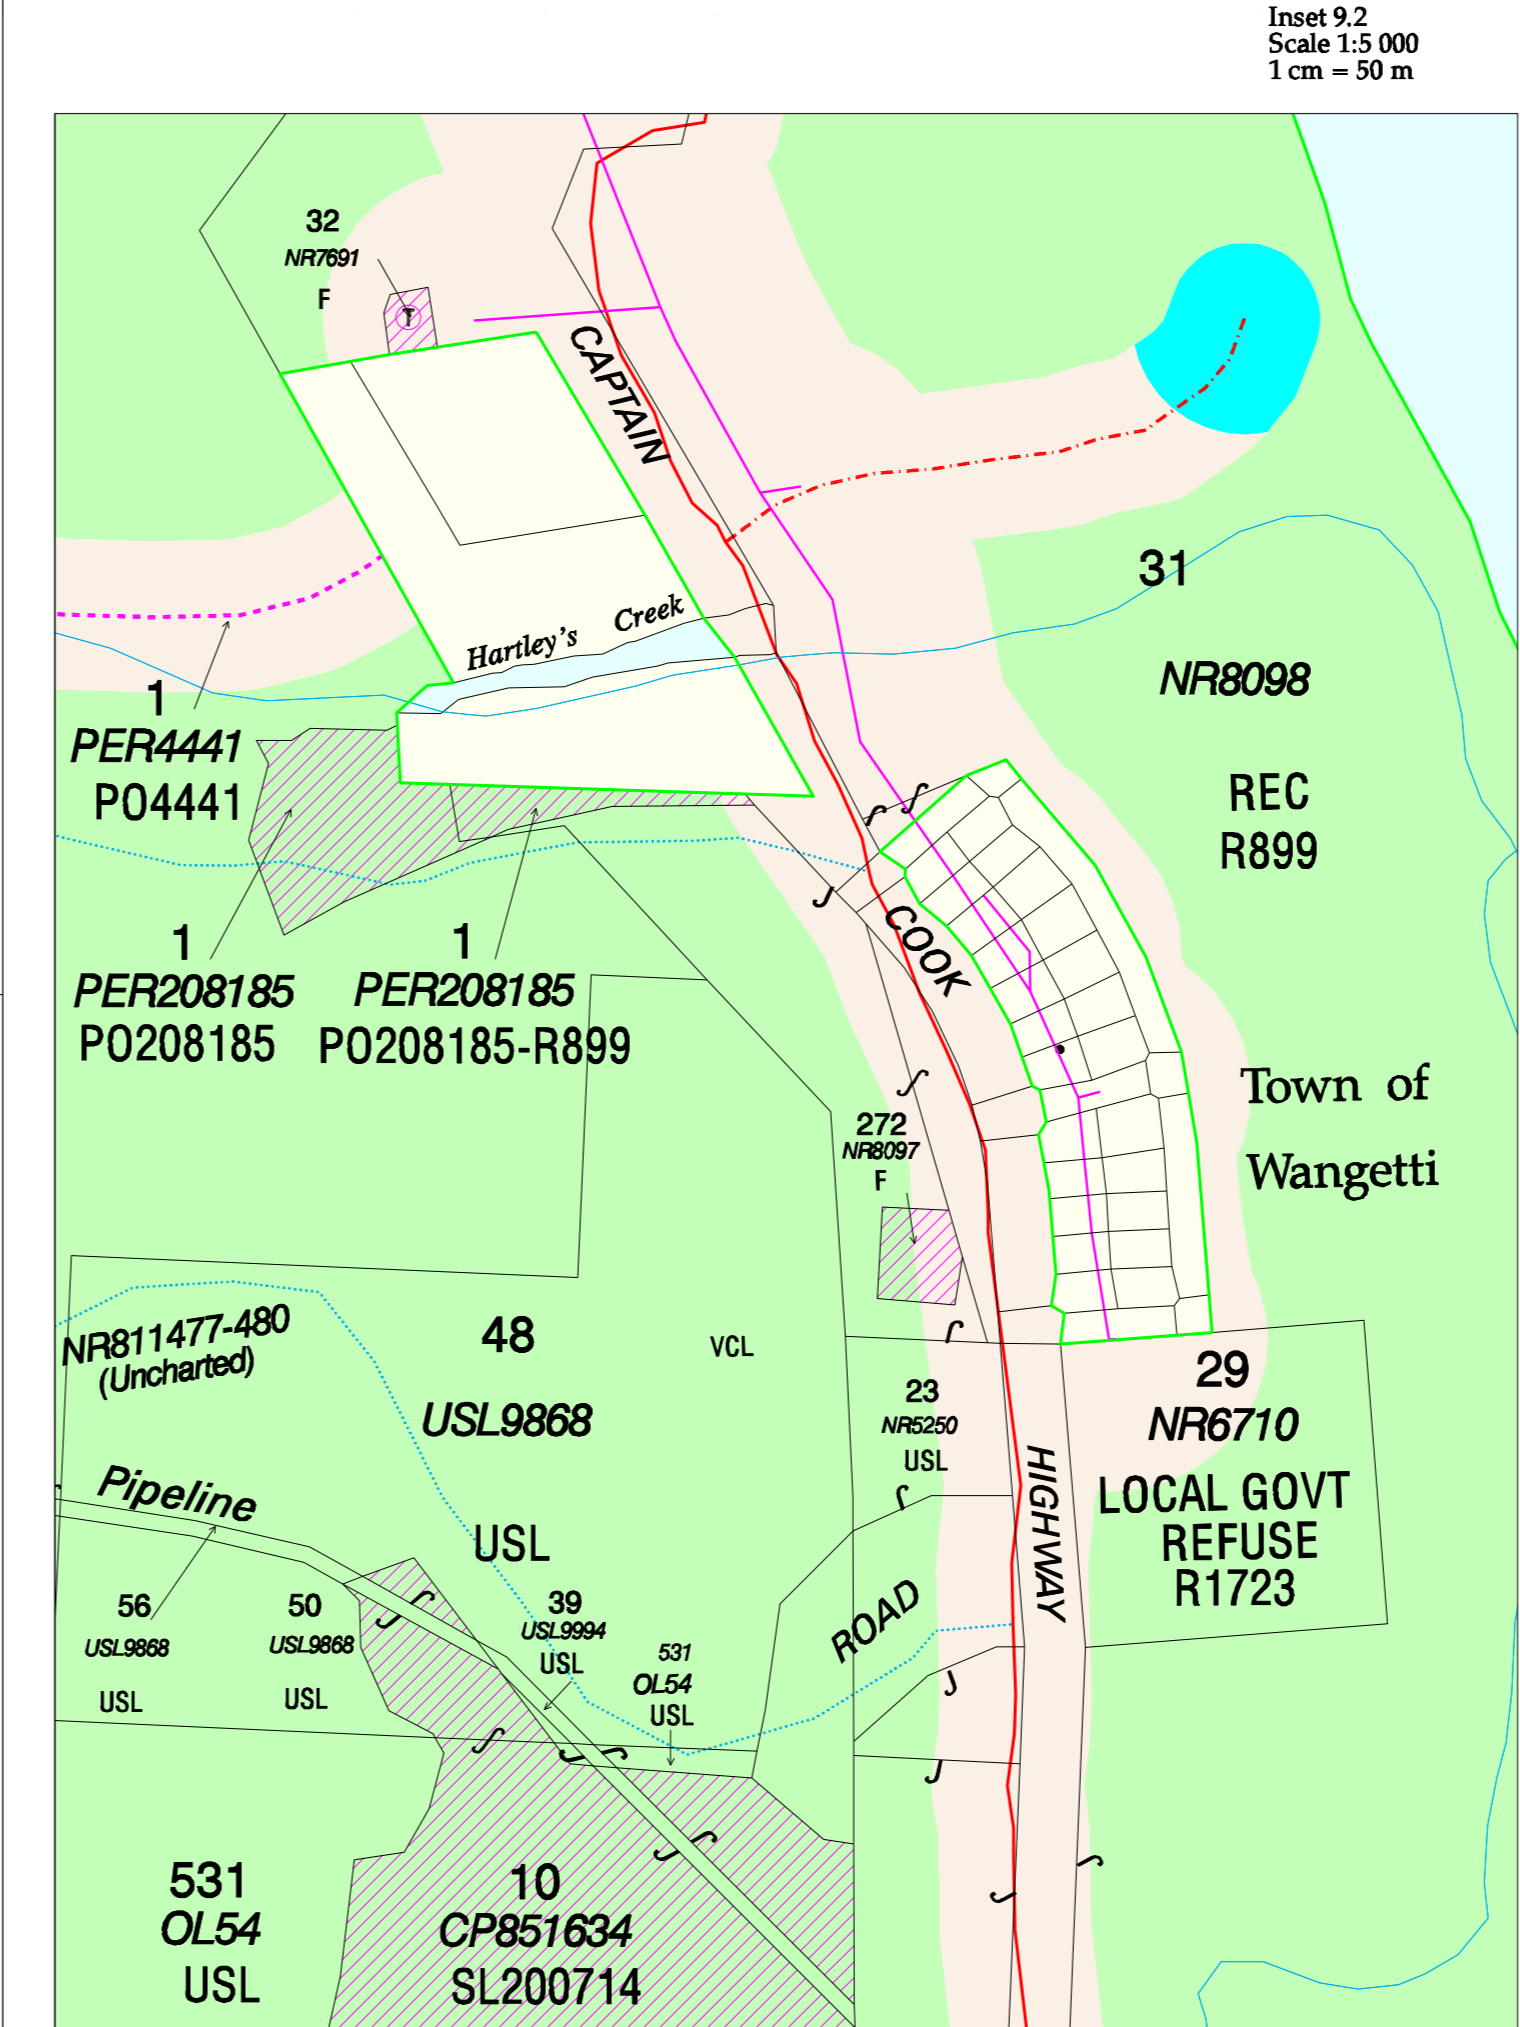 Inset 9.2
Scale 1:5 000
1 cm = 50 m
32
NR7691
F
T
CAPTAIN
Hartley's Creek
31
NR8098
REC
R899
1
PER4441
PO4441
1
PER208185
PO208185
1
PER208185
PO208185-R899
COOK
Town of
Wangetti
272
NR8097
F
NR811477-480
(Uncharted)
48
VCL
USL9868
USL
23
NR5250
USL
29
NR6710
LOCAL GOVT
REFUSE
R1723
HIGHWAY
Pipeline
ROAD
56
USL9868
USL
50
USL9868
USL
39
USL9994
USL
531
OL54
USL
531
OL54
USL
10
CP851634
SL200714